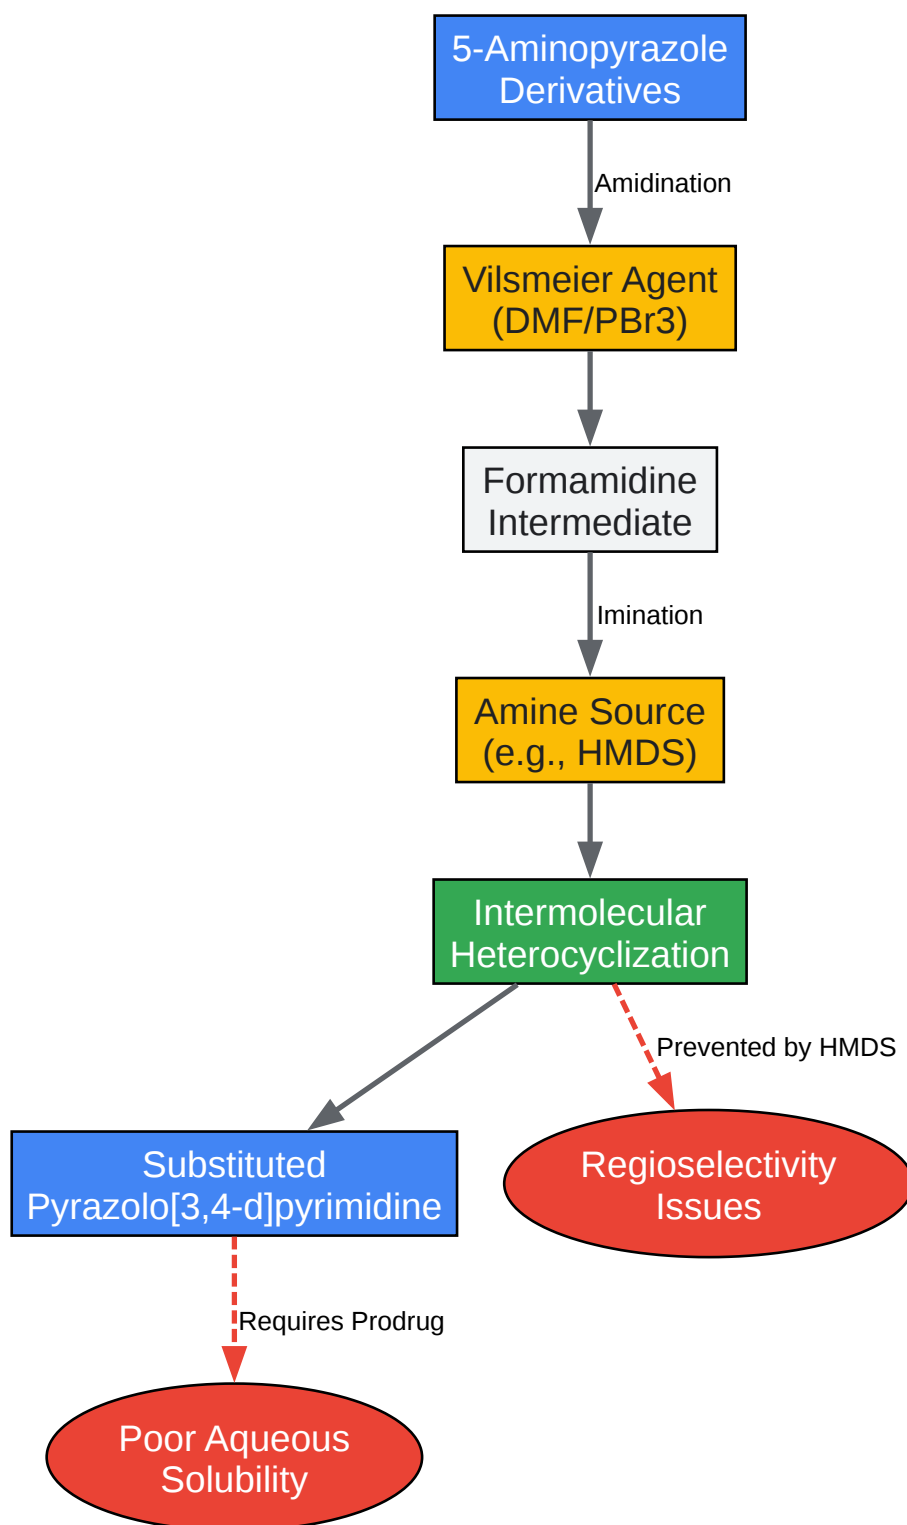 5-Aminopyrazole
Derivatives
Amidination
Vilsmeier Agent
(DMF/PBr3)
Formamidine
Intermediate
Imination
Amine Source
(e.g., HMDS)
Intermolecular
Heterocyclization
Prevented by HMDS
Substituted
Pyrazolo[3,4-d]pyrimidine
Regioselectivity
Issues
Requires Prodrug
Poor Aqueous
Solubility